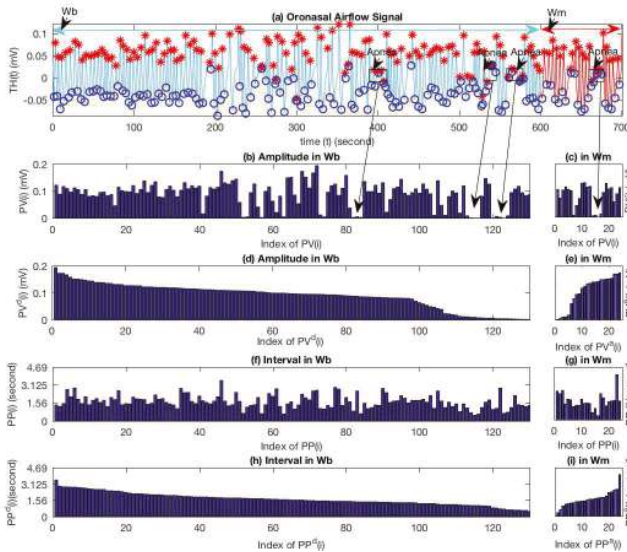 (a) Oronasal Airflow Signal
Wb
Wm
Apnea
Apnea
Apnea
Apnea
TH(t) (mV)
0.1
0.05
0
-0.05
0
100
200
300
400
500
600
700
time (t) (second)
(b) Amplitude in Wb
PV(i) (mV)
0.2
0.1
0
0
20
40
60
80
100
120
Index of PV(i)
(c) in Wm
0
10
20
Index of PV(i)
(d) Amplitude in Wb
PV^d(i) (mV)
0.2
0.1
0
0
20
40
60
80
100
120
Index of PV^d(i)
(e) in Wm
0
10
20
Index of PV^a(i)
(f) Interval in Wb
PP(i) (second)
4.69
3.125
1.56
0
0
20
40
60
80
100
120
Index of PP(i)
(g) in Wm
0
10
20
Index of PP(i)
(h) Interval in Wb
PP^d(i)(second)
4.69
3.125
1.56
0
0
20
40
60
80
100
120
Index of PP^d(i)
(i) in Wm
0
10
20
Index of PP^a(i)